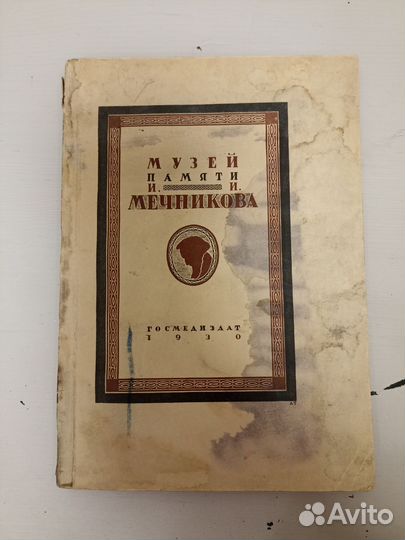 МУЗЕЙ
ПАМЯТИ
И. И.
МЕЧНИКОВА
ГОСМЕДИЗДАТ
1930
Avito